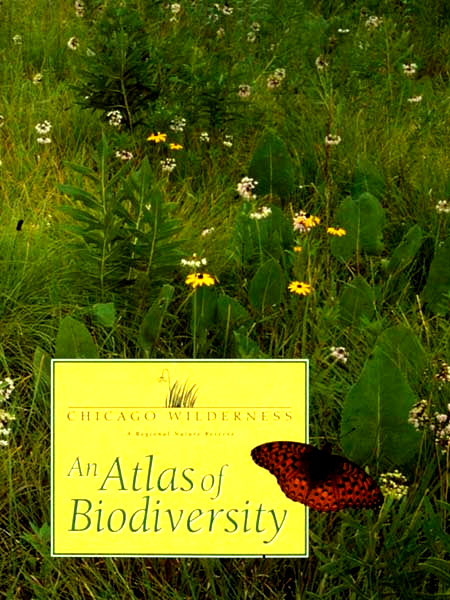 CHICAGO WILDERNESS
A Regional Nature Reserve
An Atlas of
Biodiversity